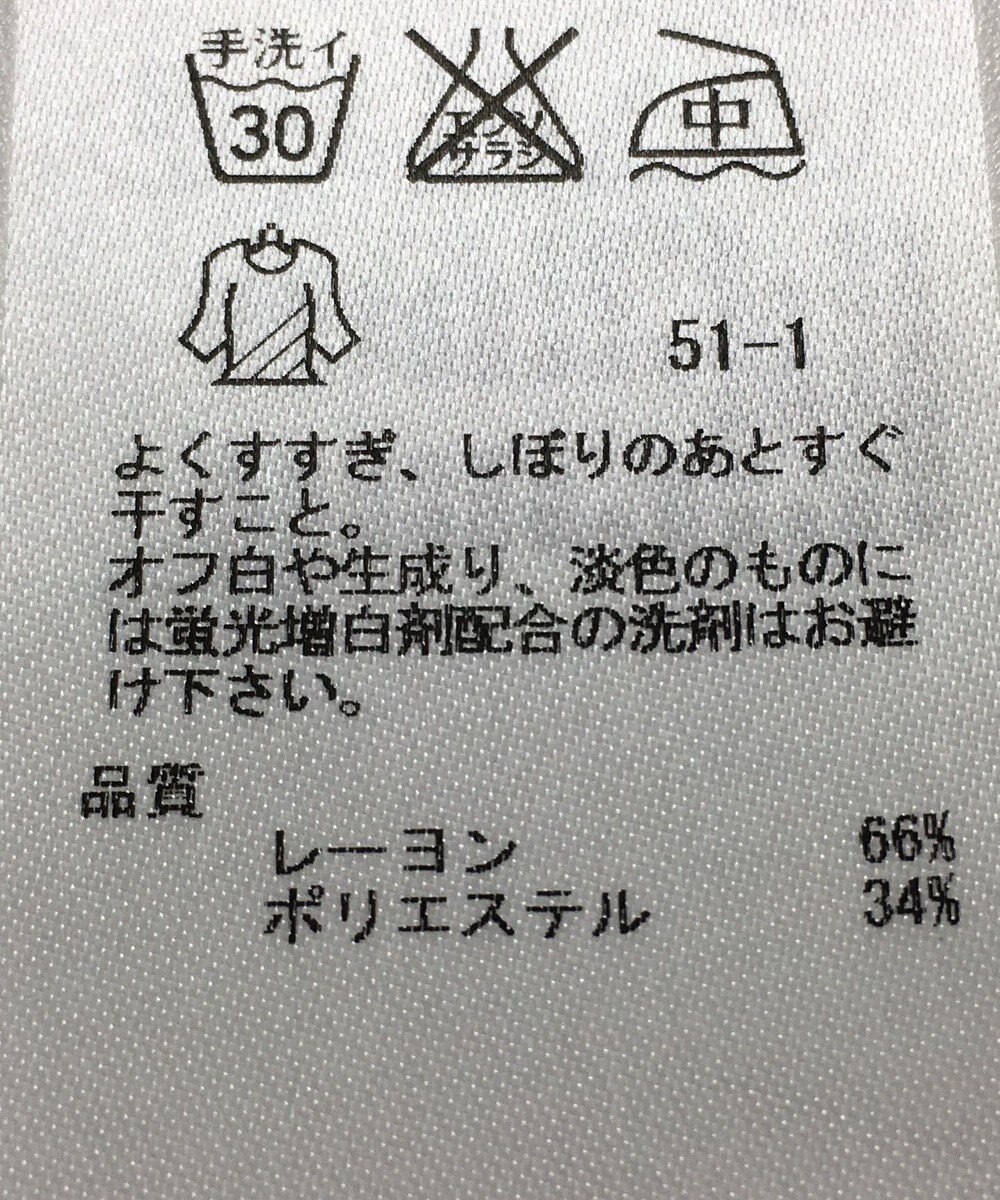 手洗イ
30
エンソ
サラシ
中
51-1
よくすすぎ、しぼりのあとすぐ
干すこと。
オフ白や生成り、淡色のものに
は蛍光増白剤配合の洗剤はお避
け下さい。
品質
レーヨン 66%
ポリエステル 34%